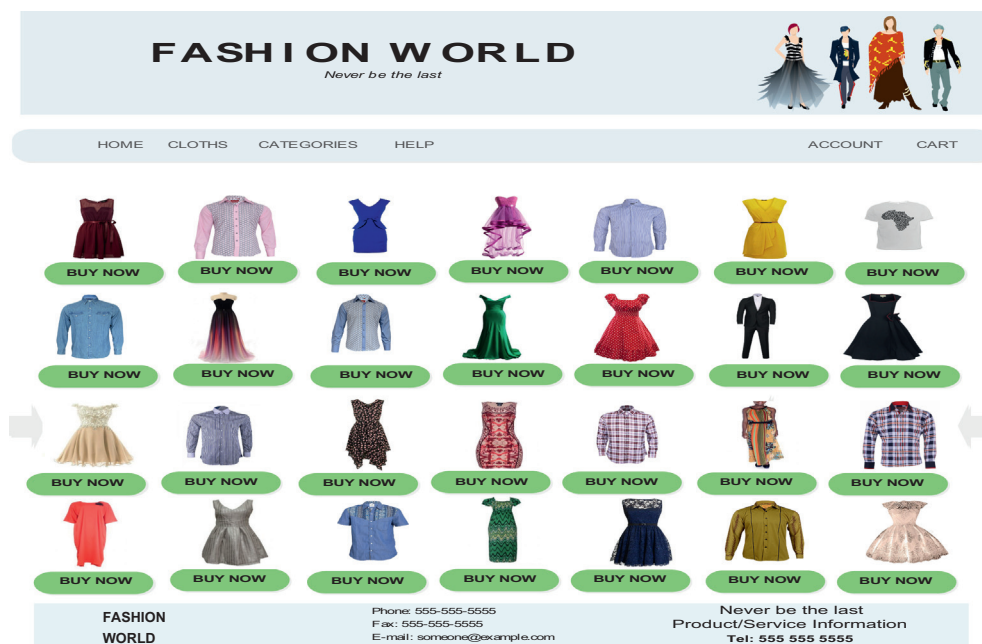 FASHION WORLD
Never be the last
HOME CLOTHS CATEGORIES HELP ACCOUNT CART
BUY NOW BUY NOW BUY NOW BUY NOW BUY NOW BUY NOW BUY NOW
BUY NOW BUY NOW BUY NOW BUY NOW BUY NOW BUY NOW BUY NOW
BUY NOW BUY NOW BUY NOW BUY NOW BUY NOW BUY NOW BUY NOW
BUY NOW BUY NOW BUY NOW BUY NOW BUY NOW BUY NOW BUY NOW
FASHION
WORLD
Phone: 555-555-5555
Fax: 555-555-5555
E-mail: someone@example.com
Never be the last
Product/Service Information
Tel: 555 555 5555